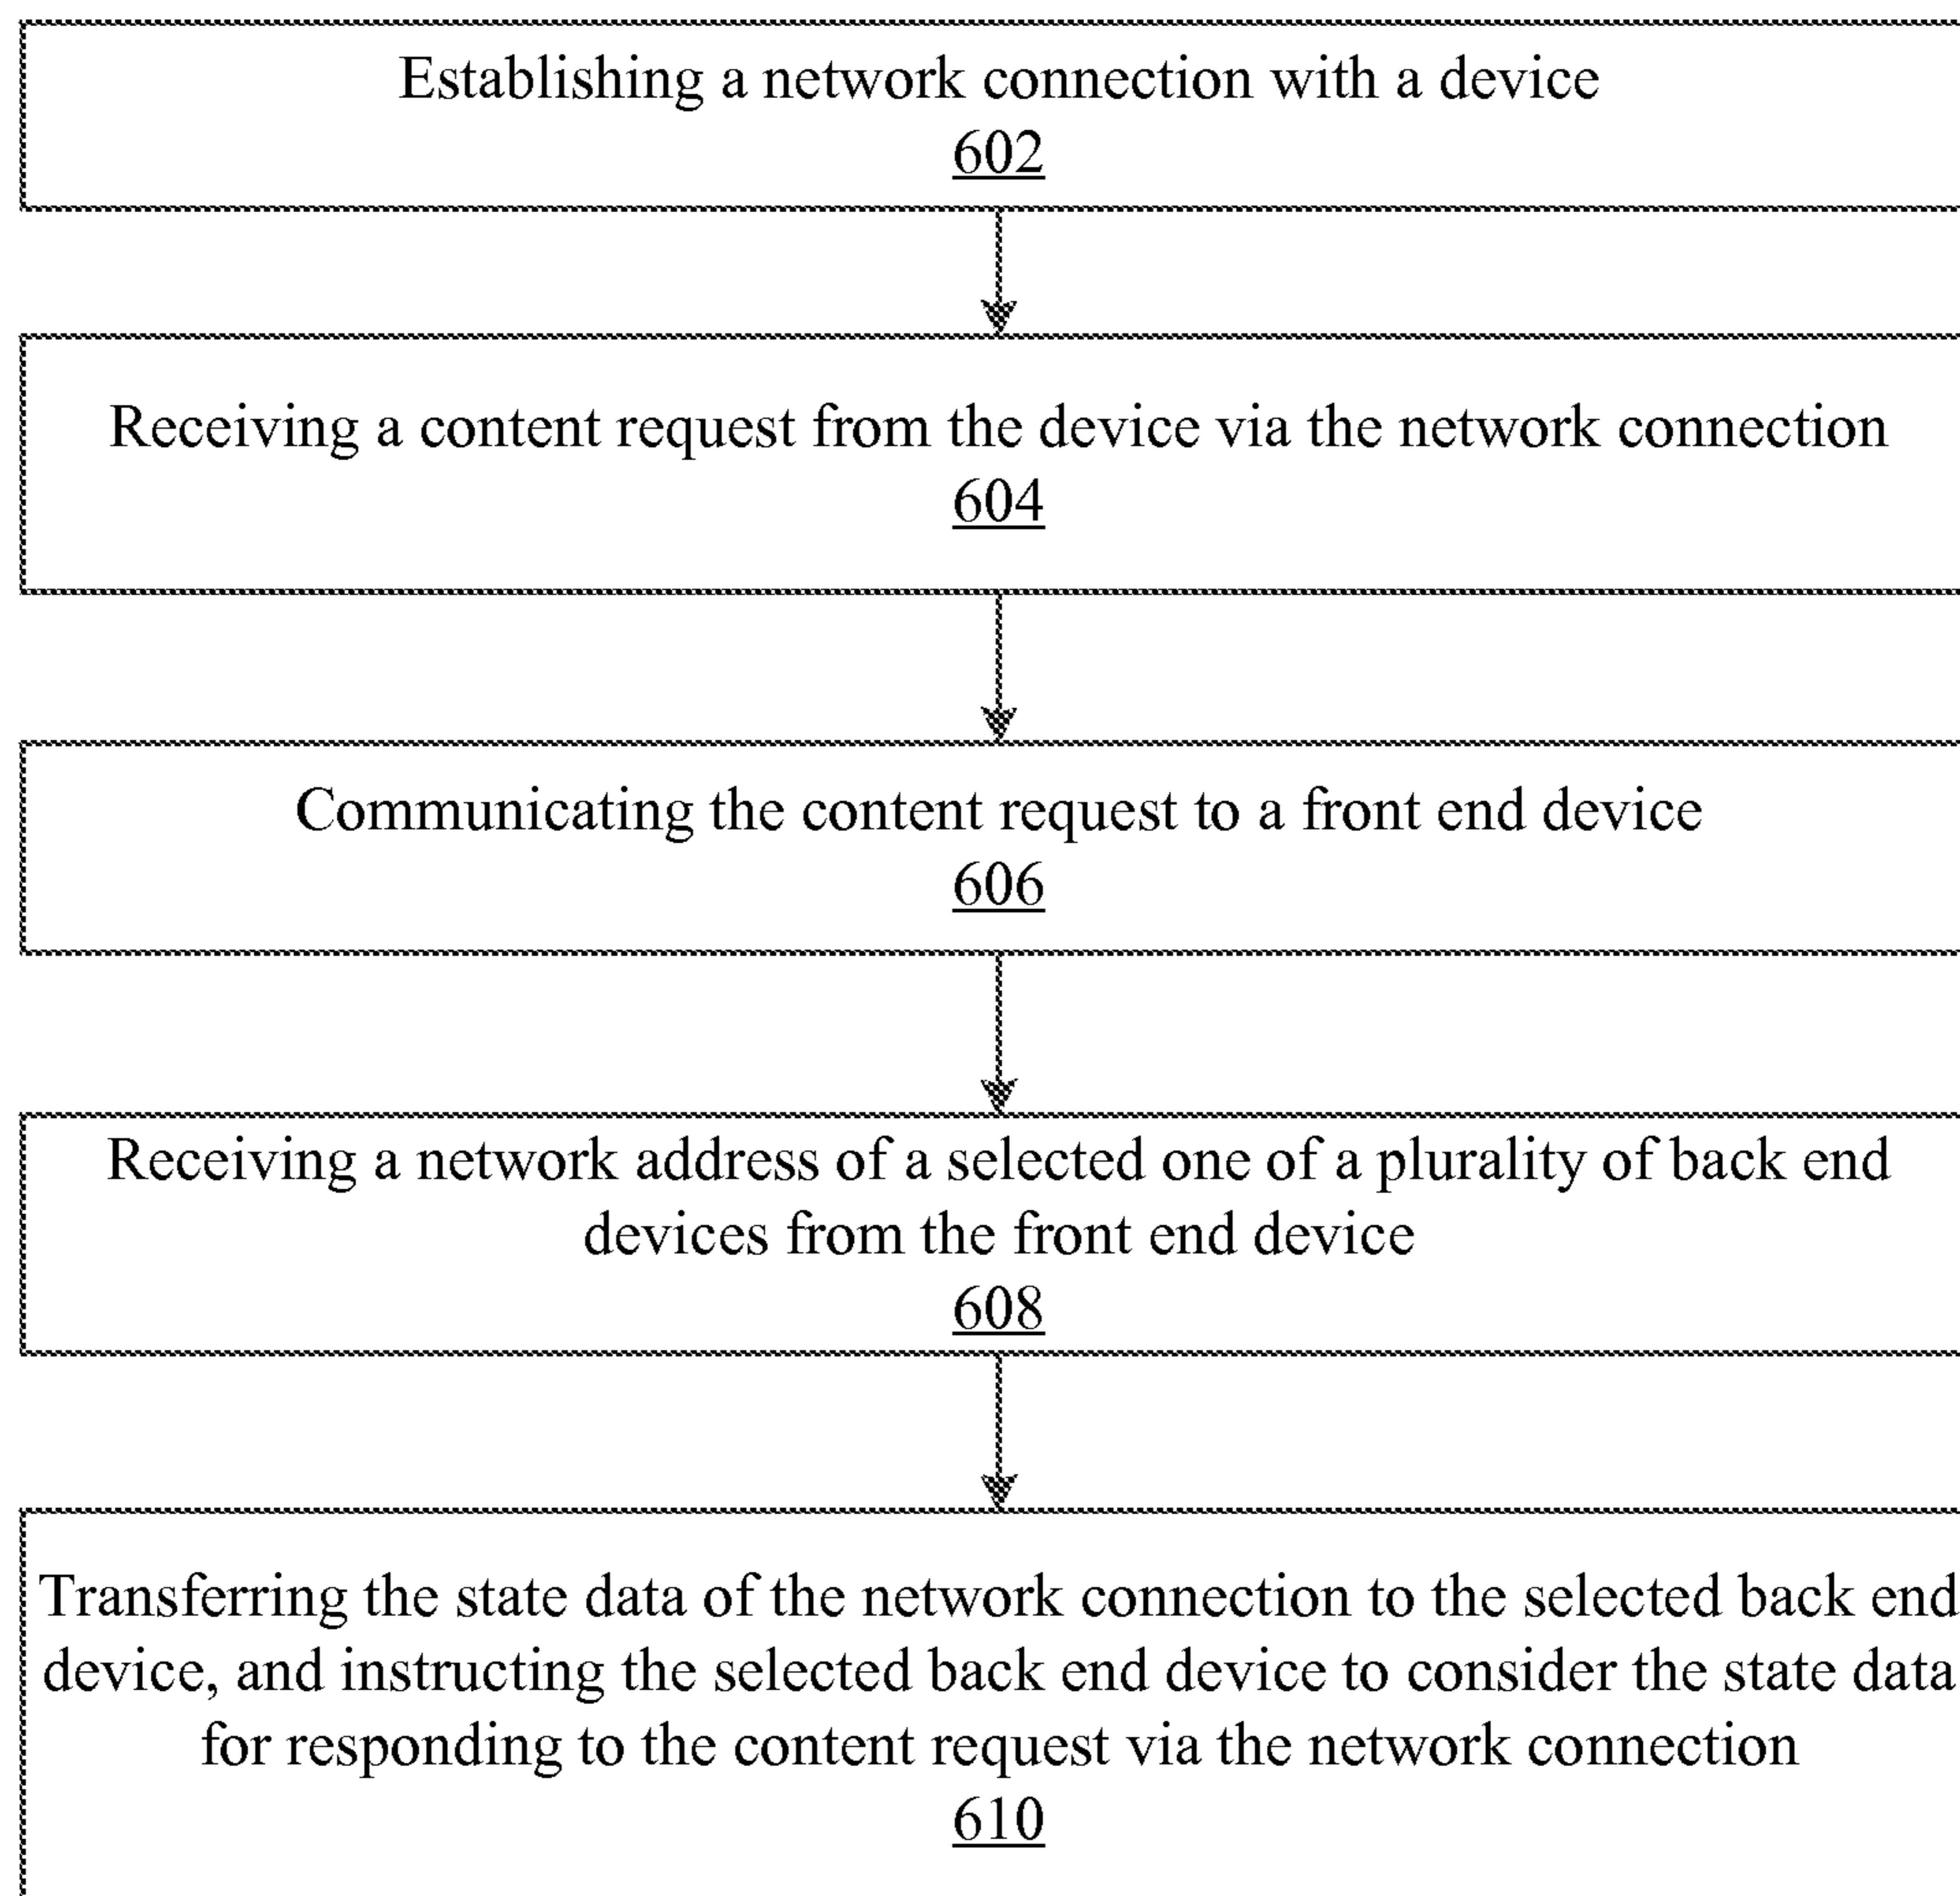 Establishing a network connection with a device
602
Receiving a content request from the device via the network connection
604
Communicating the content request to a front end device
606
Receiving a network address of a selected one of a plurality of back end
devices from the front end device
608
Transferring the state data of the network connection to the selected back end
device, and instructing the selected back end device to consider the state data
for responding to the content request via the network connection
610